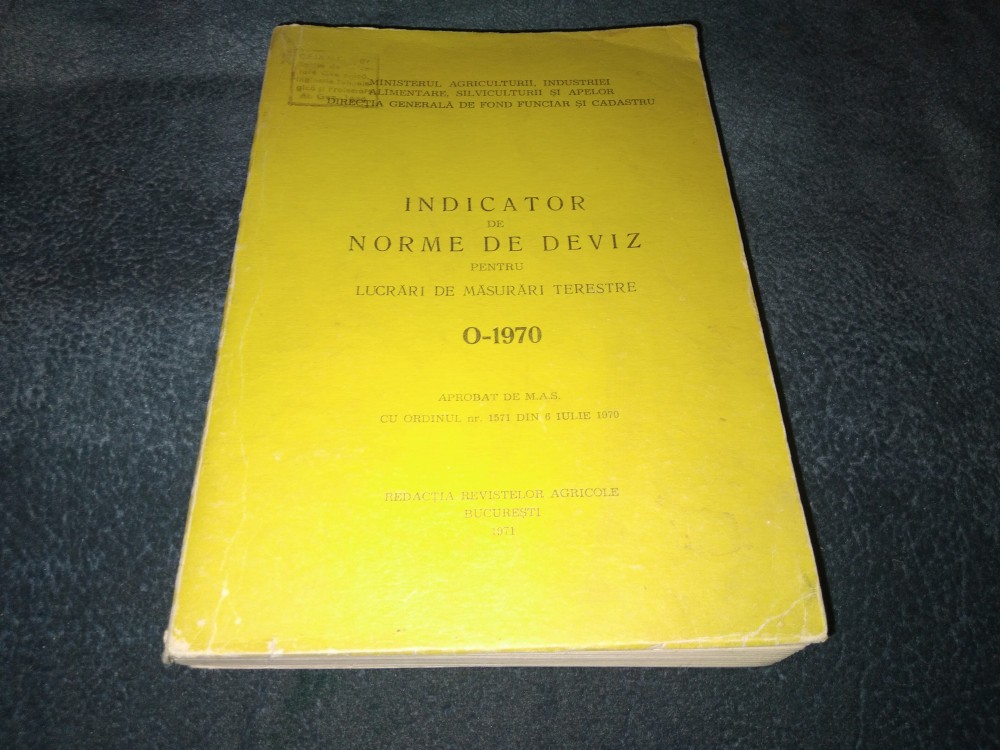 MINISTERUL AGRICULTURII, INDUSTRIEI
ALIMENTARE, SILVICULTURII ȘI APELOR
DIRECȚIA GENERALĂ DE FOND FUNCIAR ȘI CADASTRU
INDICATOR
DE
NORME DE DEVIZ
PENTRU
LUCRĂRI DE MĂSURĂRI TERESTRE
O-1970
APROBAT DE M.A.S.
CU ORDINUL nr. 1571 DIN 6 IULIE 1970
REDACȚIA REVISTELOR AGRICOLE
BUCUREȘTI
1971